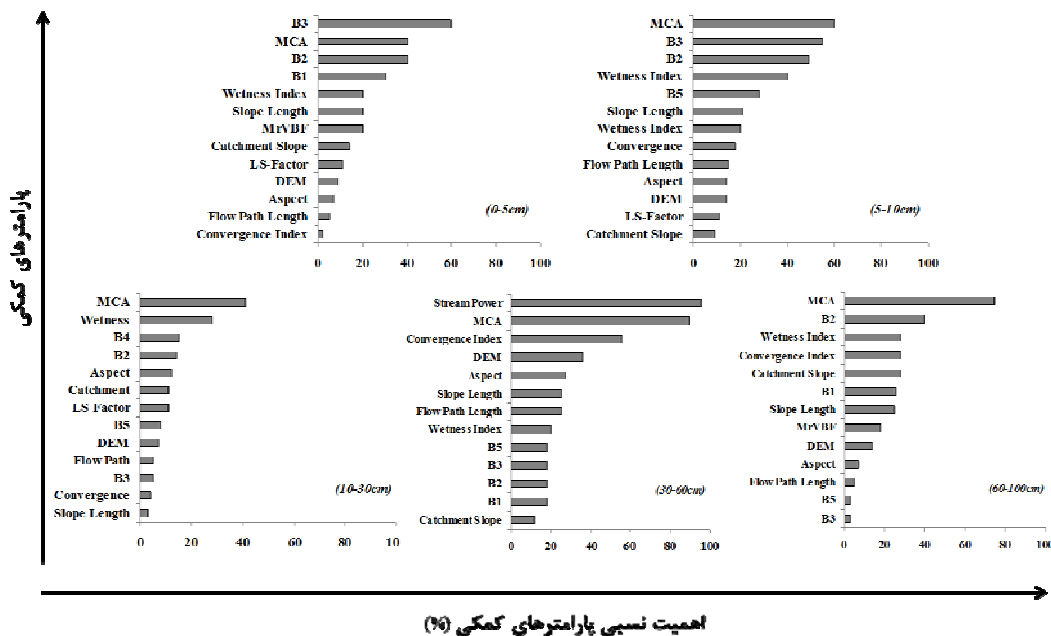 پارامترهای کمکی
B3
MCA
B2
B1
Wetness Index
Slope Length
MrVBF
Catchment Slope
LS-Factor
DEM
Aspect
Flow Path Length
Convergence Index
0 20 40 60 80 100
(0-5cm)
MCA
B3
B2
Wetness Index
B5
Slope Length
Wetness Index
Convergence
Flow Path Length
Aspect
DEM
LS-Factor
Catchment Slope
0 20 40 60 80 100
(5-10cm)
MCA
Wetness
B4
B2
Aspect
Catchment
LS-Factor
B5
DEM
Flow Path
B3
Convergence
Slope Length
0 20 40 60 80 10
(10-30cm)
Stream Power
MCA
Convergence Index
DEM
Aspect
Slope Length
Flow Path Length
Wetness Index
B5
B3
B2
B1
Catchment Slope
0 20 40 60 80 100
(30-60cm)
MCA
B2
Wetness Index
Convergence Index
Catchment Slope
B1
Slope Length
MrVBF
DEM
Aspect
Flow Path Length
B5
B3
0 20 40 60 80 100
(60-100cm)
اهمیت نسبی پارامترهای کمکی (%)